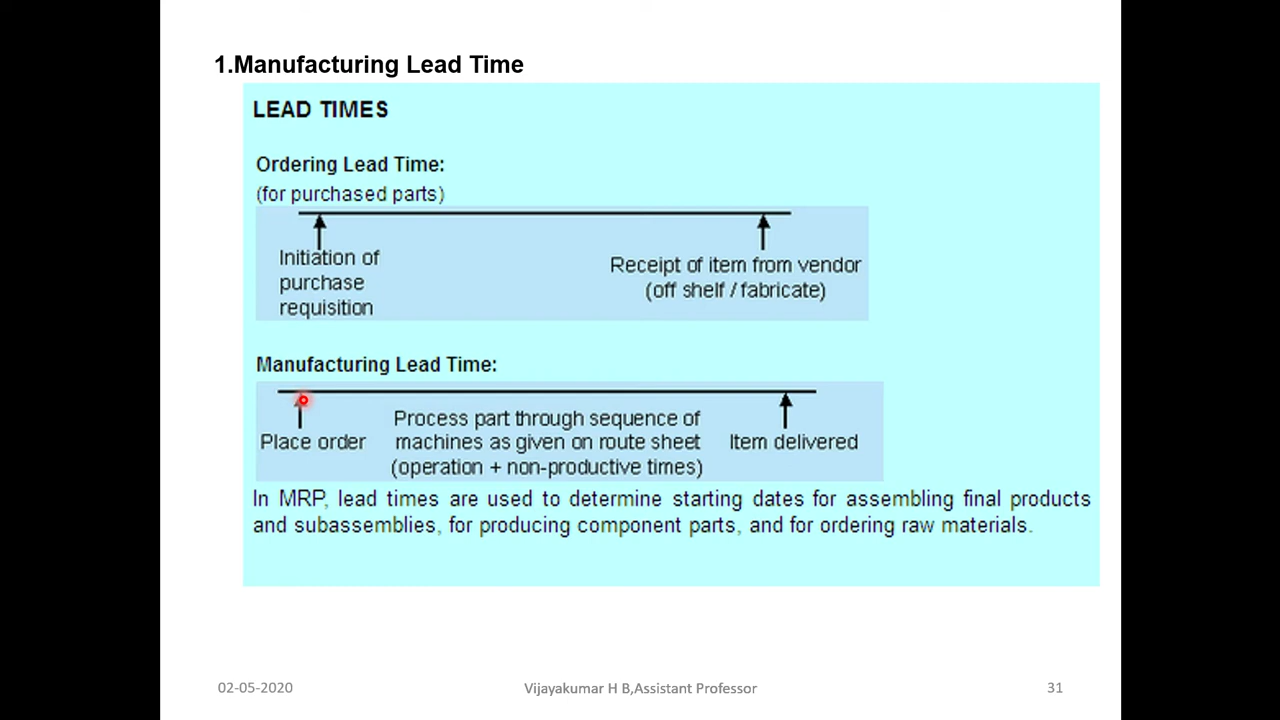 1.Manufacturing Lead Time
LEAD TIMES
Ordering Lead Time:
(for purchased parts)
Initiation of
purchase
requisition
Receipt of item from vendor
(off shelf / fabricate)
Manufacturing Lead Time:
Place order
Process part through sequence of
machines as given on route sheet
(operation + non-productive times)
Item delivered
In MRP, lead times are used to determine starting dates for assembling final products
and subassemblies, for producing component parts, and for ordering raw materials.
02-05-2020
Vijayakumar H B,Assistant Professor
31